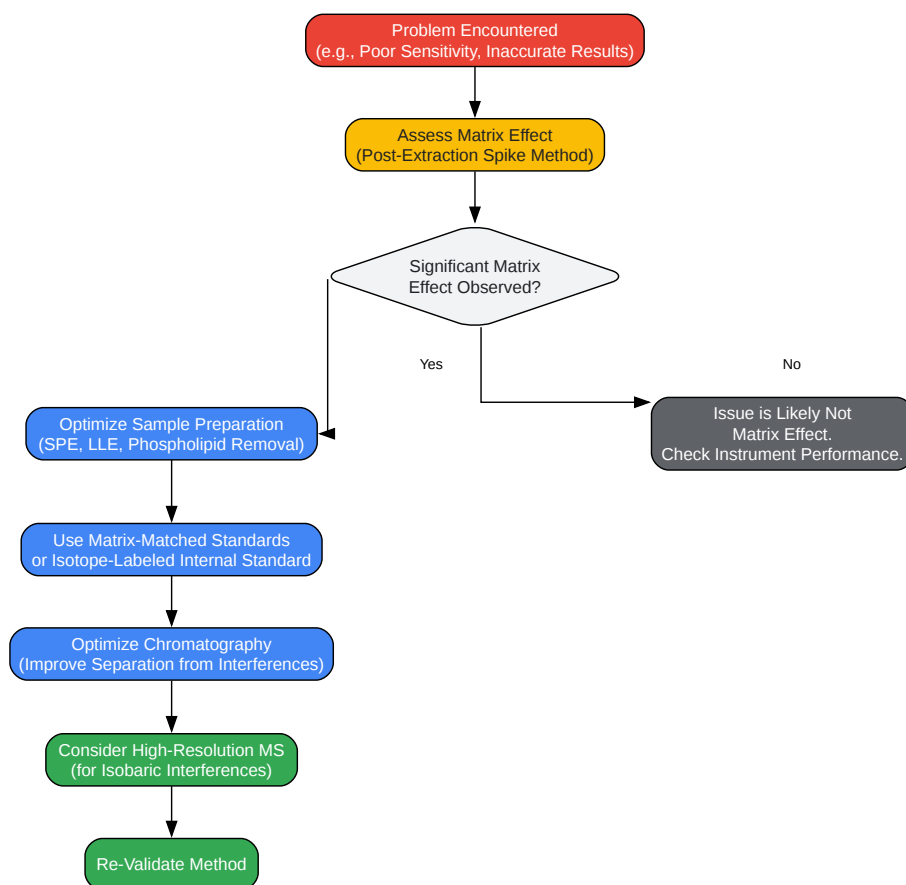 Problem Encountered
(e.g., Poor Sensitivity, Inaccurate Results)
Assess Matrix Effect
(Post-Extraction Spike Method)
Significant Matrix
Effect Observed?
Yes
No
Optimize Sample Preparation
(SPE, LLE, Phospholipid Removal)
Issue is Likely Not
Matrix Effect.
Check Instrument Performance.
Use Matrix-Matched Standards
or Isotope-Labeled Internal Standard
Optimize Chromatography
(Improve Separation from Interferences)
Consider High-Resolution MS
(for Isobaric Interferences)
Re-Validate Method